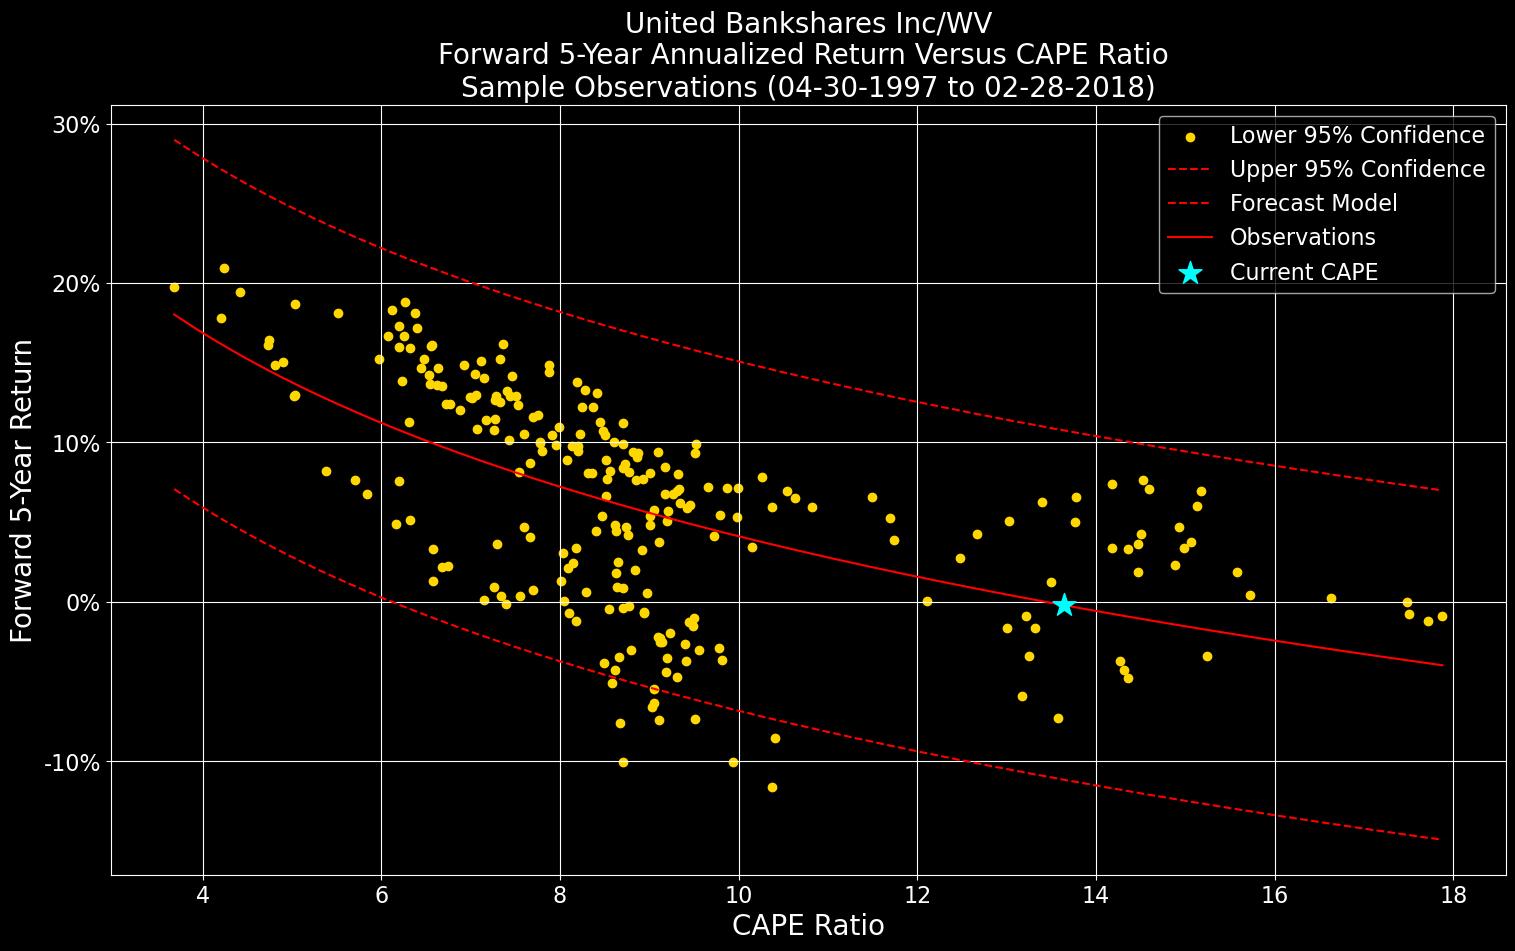 United Bankshares Inc/WV
Forward 5-Year Annualized Return Versus CAPE Ratio
Sample Observations (04-30-1997 to 02-28-2018)
30%
20%
10%
0%
-10%
Forward 5-Year Return
Lower 95% Confidence
Upper 95% Confidence
Forecast Model
Observations
Current CAPE
4 6 8 10 12 14 16 18
CAPE Ratio